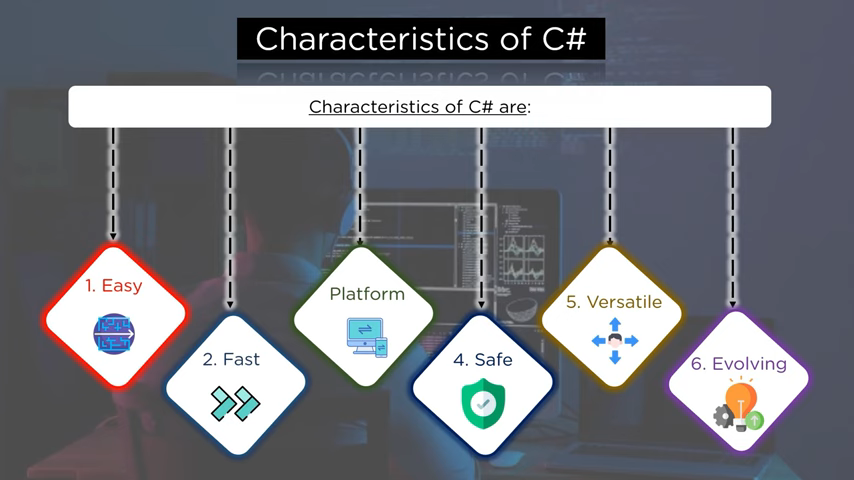 Characteristics of C#
Characteristics of C# are:
1. Easy
2. Fast
Platform
4. Safe
5. Versatile
6. Evolving